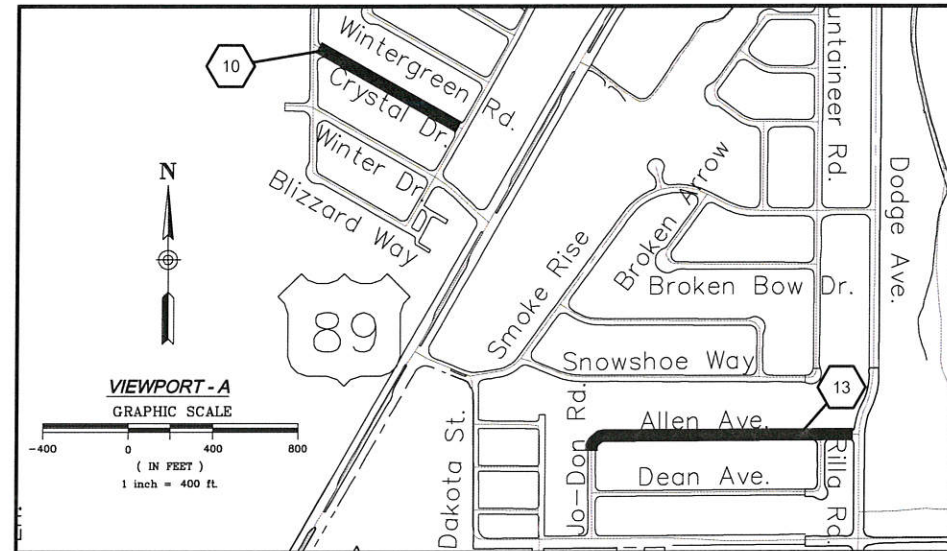 10
Wintergreen Rd.
Crystal Dr.
Winter Dr.
Blizzard Way
N
VIEWPORT - A
GRAPHIC SCALE
-400 0 200 400 800
( IN FEET )
1 inch = 400 ft.
89
Smoke Rise
Broken Arrow
Broken Bow Dr.
Snowshoe Way
untaineer Rd.
Dodge Ave.
13
Allen Ave.
Dean Ave.
Dakota St.
Jo-Don Rd.
Rilla Rd.